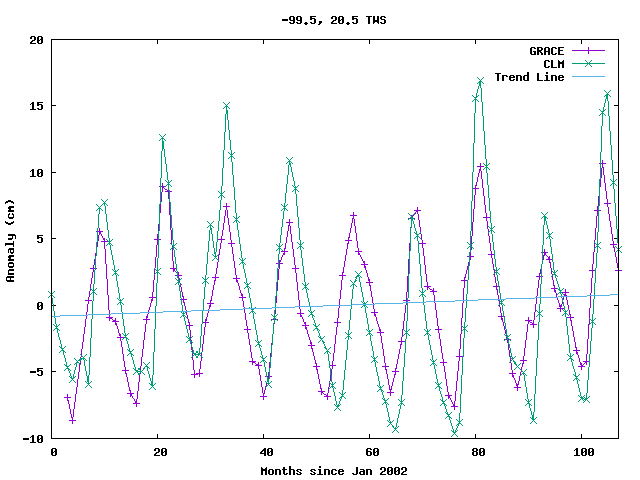 -99.5, 20.5 TWS
GRACE
CLM
Trend Line
20
15
10
5
0
-5
-10
Anomaly (cm)
0 20 40 60 80 100
Months since Jan 2002